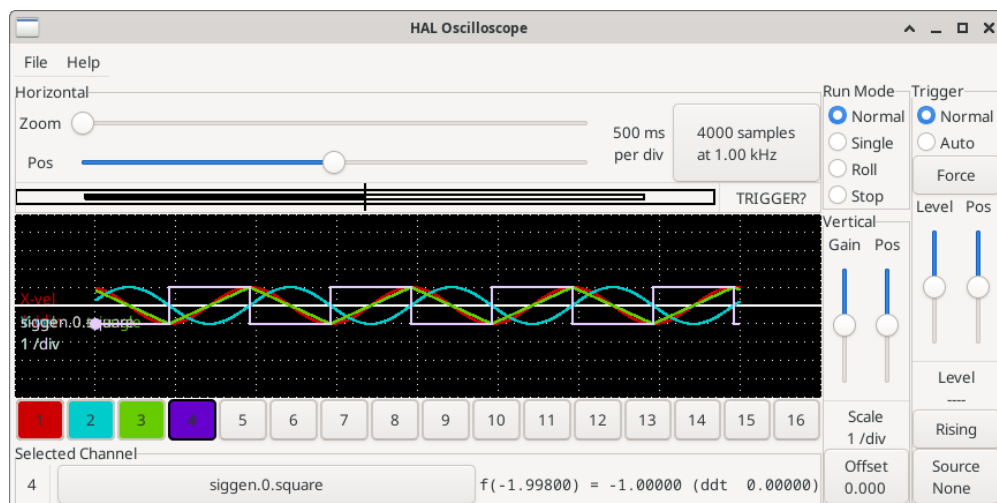 HAL Oscilloscope
File Help
Horizontal
Zoom
Pos
500 ms
per div
4000 samples
at 1.00 kHz
TRIGGER?
Run Mode
Normal
Single
Roll
Stop
Trigger
Normal
Auto
Force
Level Pos
Level
----
Rising
Source
None
Vertical
Gain Pos
Scale
1 /div
Offset
0.000
X-vel
siggen.0.square
1 /div
1 2 3 4 5 6 7 8 9 10 11 12 13 14 15 16
Selected Channel
4 siggen.0.square f(-1.99800) = -1.00000 (ddt 0.00000)